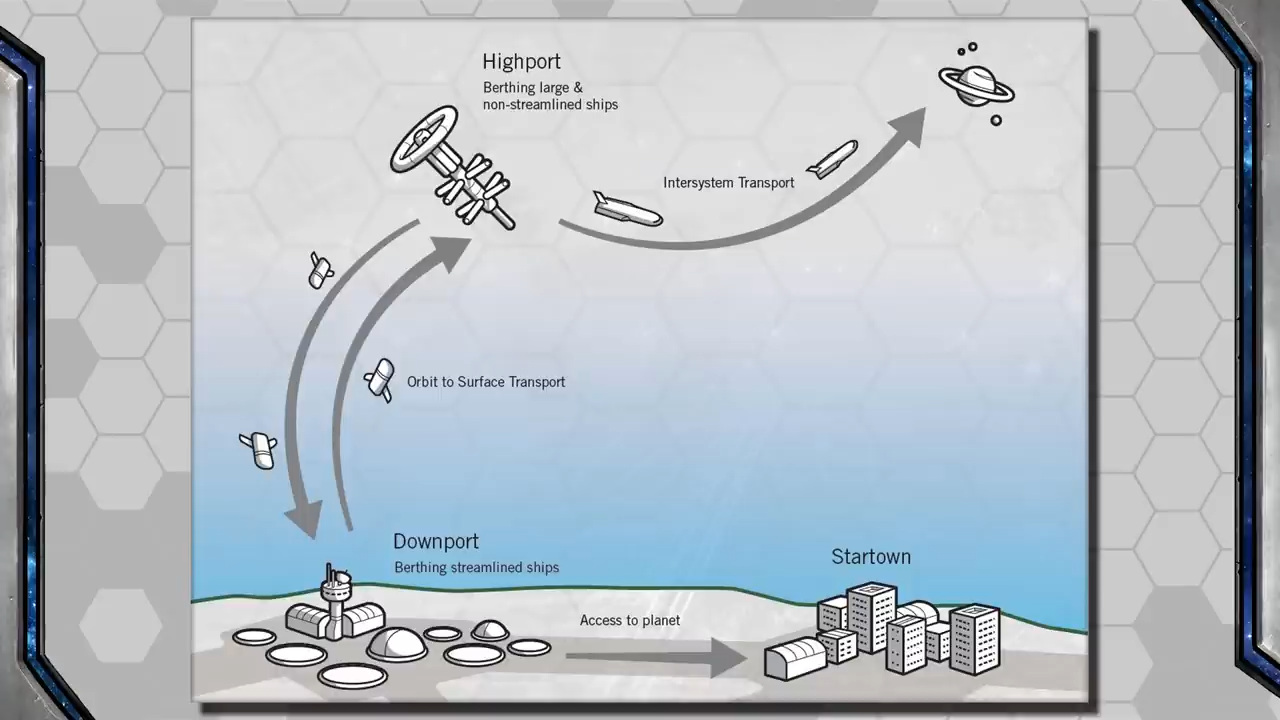 Highport
Berthing large &
non-streamlined ships
Intersystem Transport
Orbit to Surface Transport
Downport
Berthing streamlined ships
Startown
Access to planet